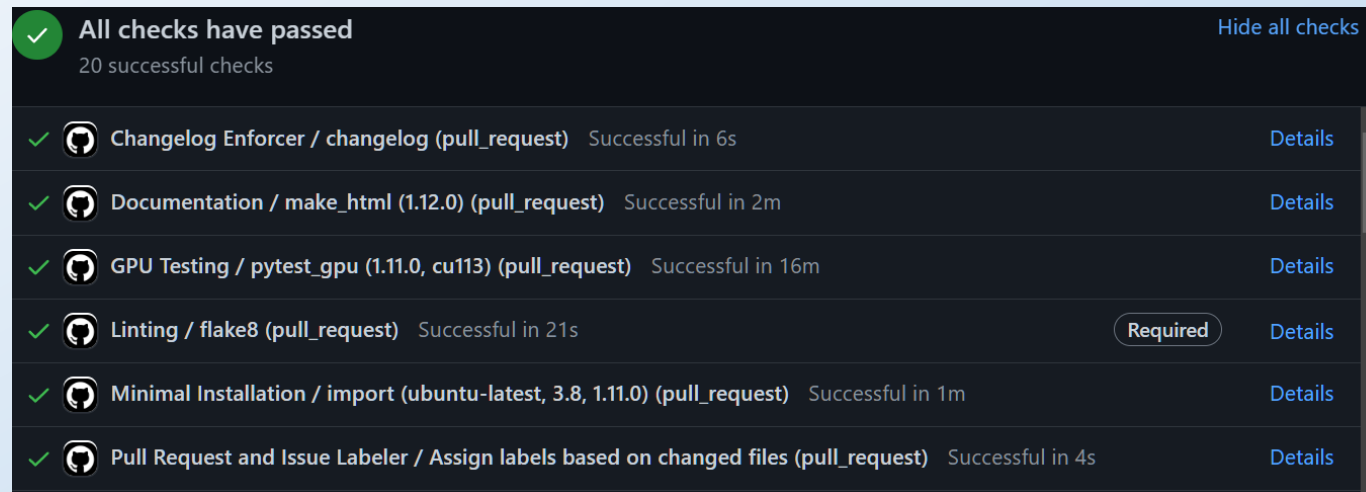 All checks have passed
Hide all checks
20 successful checks
Changelog Enforcer / changelog (pull_request) Successful in 6s Details
Documentation / make_html (1.12.0) (pull_request) Successful in 2m Details
GPU Testing / pytest_gpu (1.11.0, cu113) (pull_request) Successful in 16m Details
Linting / flake8 (pull_request) Successful in 21s Required Details
Minimal Installation / import (ubuntu-latest, 3.8, 1.11.0) (pull_request) Successful in 1m Details
Pull Request and Issue Labeler / Assign labels based on changed files (pull_request) Successful in 4s Details